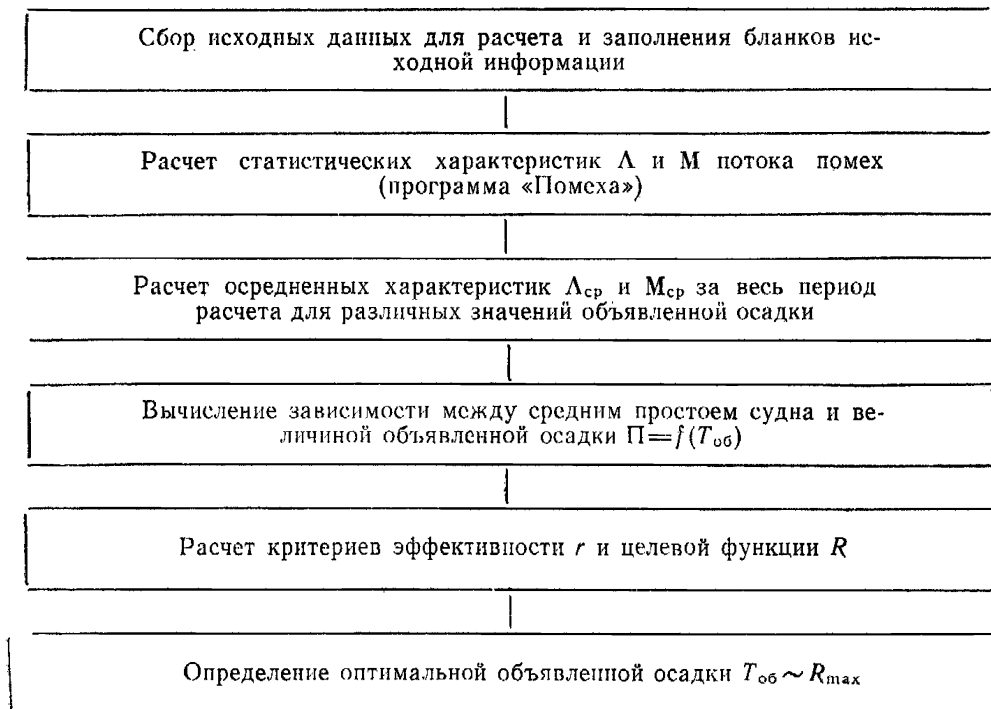 Сбор исходных данных для расчета и заполнения бланков ис-
ходной информации
Расчет статистических характеристик Λ и М потока помех
(программа «Помеха»)
Расчет осредненных характеристик Λср и Мср за весь период
расчета для различных значений объявленной осадки
Вычисление зависимости между средним простоем судна и ве-
личиной объявленной осадки П=f(Tоб)
Расчет критериев эффективности r и целевой функции R
Определение оптимальной объявленной осадки Tоб~Rmax